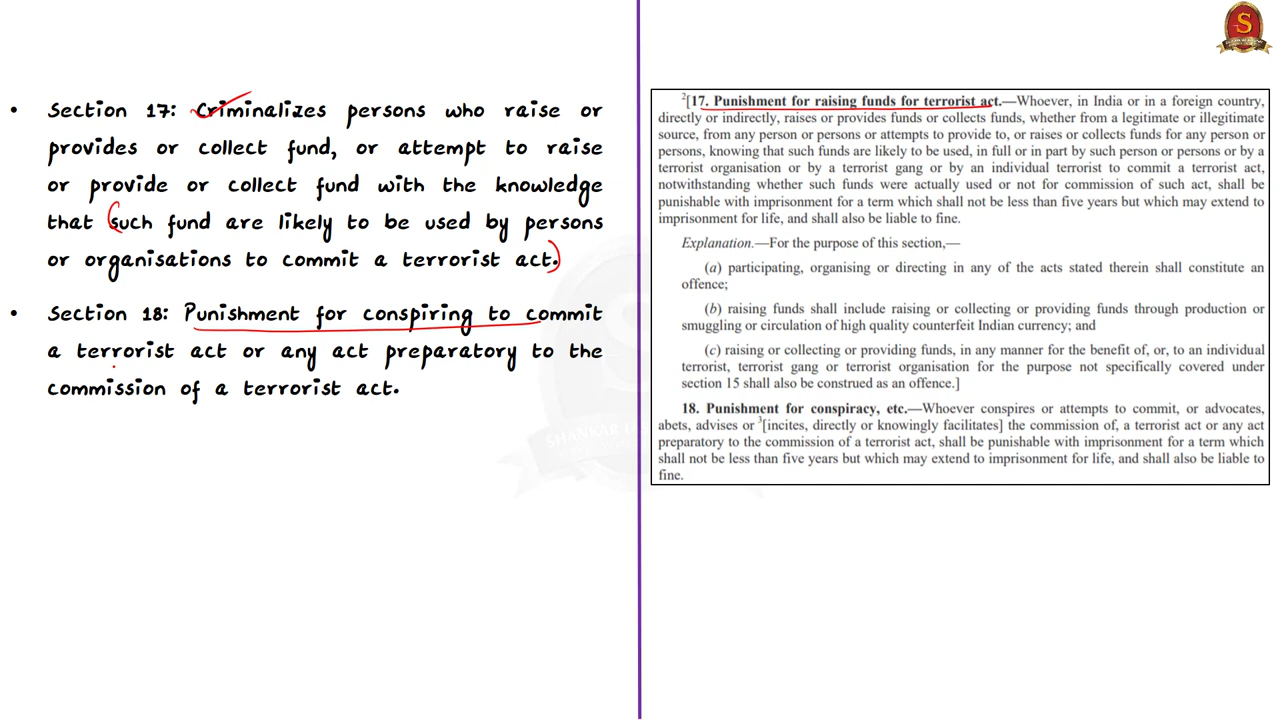 • Section 17: Criminalizes persons who raise or
provides or collect fund, or attempt to raise
or provide or collect fund with the knowledge
that such fund are likely to be used by persons
or organisations to commit a terrorist act.
• Section 18: Punishment for conspiring to commit
a terrorist act or any act preparatory to the
commission of a terrorist act.
S
2[17. Punishment for raising funds for terrorist act.—Whoever, in India or in a foreign country,
directly or indirectly, raises or provides funds or collects funds, whether from a legitimate or illegitimate
source, from any person or persons or attempts to provide to, or raises or collects funds for any person or
persons, knowing that such funds are likely to be used, in full or in part by such person or persons or by a
terrorist organisation or by a terrorist gang or by an individual terrorist to commit a terrorist act,
notwithstanding whether such funds were actually used or not for commission of such act, shall be
punishable with imprisonment for a term which shall not be less than five years but which may extend to
imprisonment for life, and shall also be liable to fine.
Explanation.—For the purpose of this section,—
(a) participating, organising or directing in any of the acts stated therein shall constitute an
offence;
(b) raising funds shall include raising or collecting or providing funds through production or
smuggling or circulation of high quality counterfeit Indian currency; and
(c) raising or collecting or providing funds, in any manner for the benefit of, or, to an individual
terrorist, terrorist gang or terrorist organisation for the purpose not specifically covered under
section 15 shall also be construed as an offence.]
18. Punishment for conspiracy, etc.—Whoever conspires or attempts to commit, or advocates,
abets, advises or 3[incites, directly or knowingly facilitates] the commission of, a terrorist act or any act
preparatory to the commission of a terrorist act, shall be punishable with imprisonment for a term which
shall not be less than five years but which may extend to imprisonment for life, and shall also be liable to
fine.